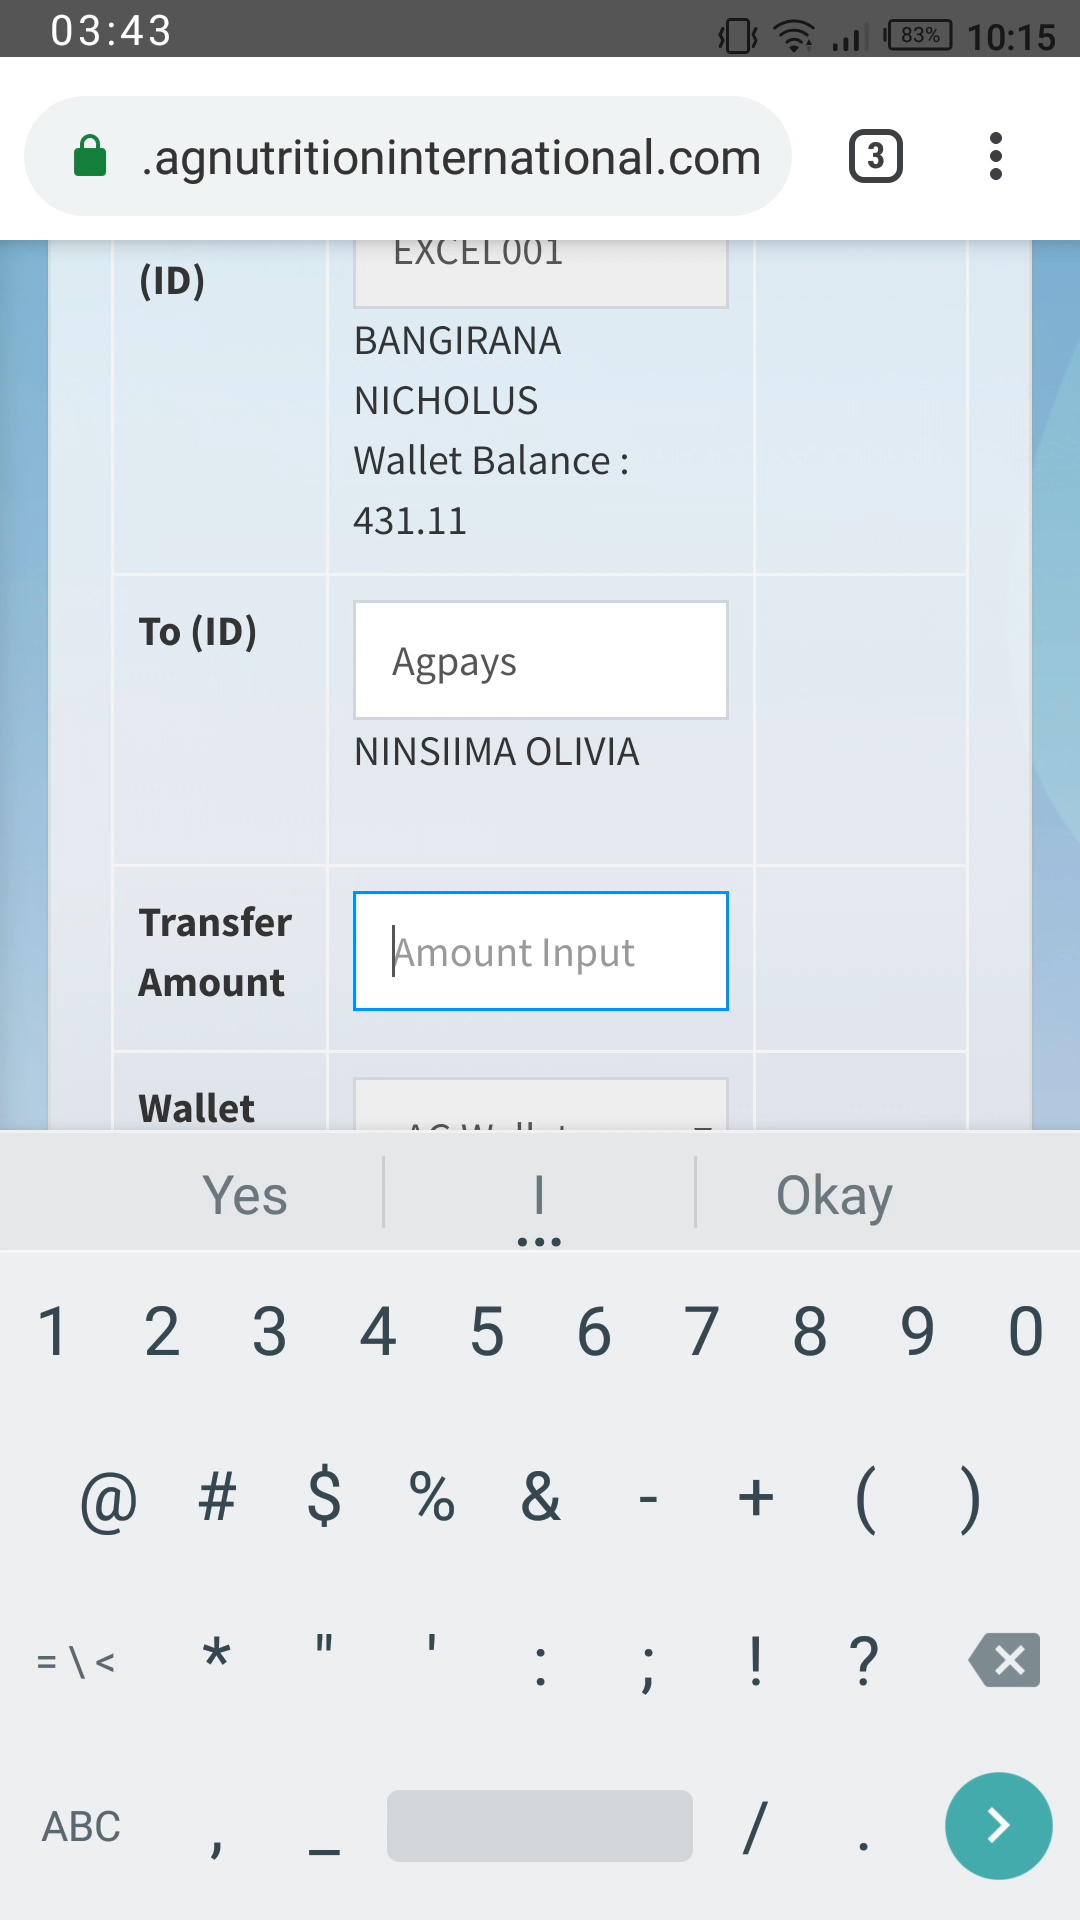 03:43
83% 10:15
.agnutritioninternational.com
3
(ID)
EXCEL001
BANGIRANA
NICHOLUS
Wallet Balance :
431.11
To (ID)
Agpays
NINSIIMA OLIVIA
Transfer
Amount
Amount Input
Wallet
AG Wallet
Yes I Okay
1 2 3 4 5 6 7 8 9 0
@ # $ % & - + ( )
= \ < * " ' : ; ! ?
ABC , _ / .